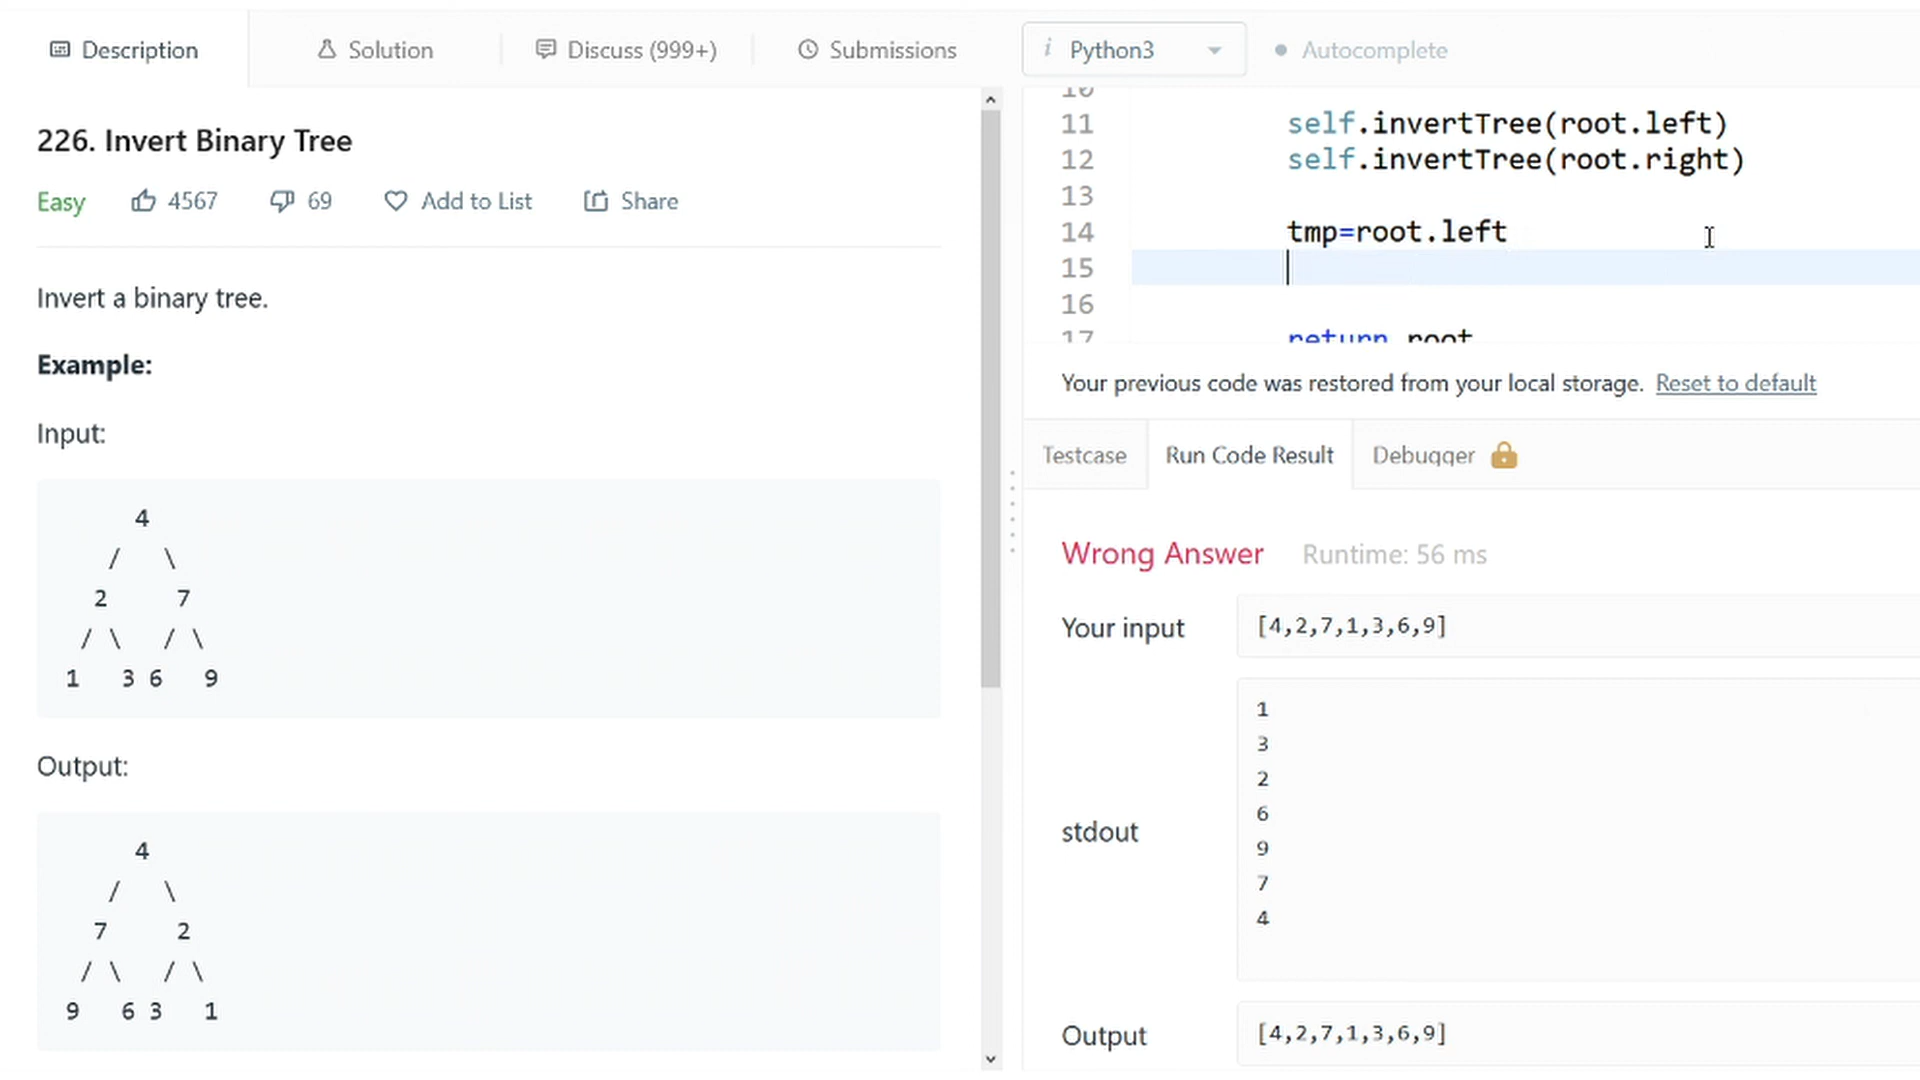 Description Solution Discuss (999+) Submissions
Python3 Autocomplete
226. Invert Binary Tree
Easy 4567 69 Add to List Share
Invert a binary tree.
Example:
Input:
4
/ \
2 7
/ \ / \
1 3 6 9
Output:
4
/ \
7 2
/ \ / \
9 6 3 1
10
11 self.invertTree(root.left)
12 self.invertTree(root.right)
13
14 tmp=root.left
15
16
17 return root
Your previous code was restored from your local storage. Reset to default
Testcase Run Code Result Debugger
Wrong Answer Runtime: 56 ms
Your input [4,2,7,1,3,6,9]
stdout
1
3
2
6
9
7
4
Output [4,2,7,1,3,6,9]